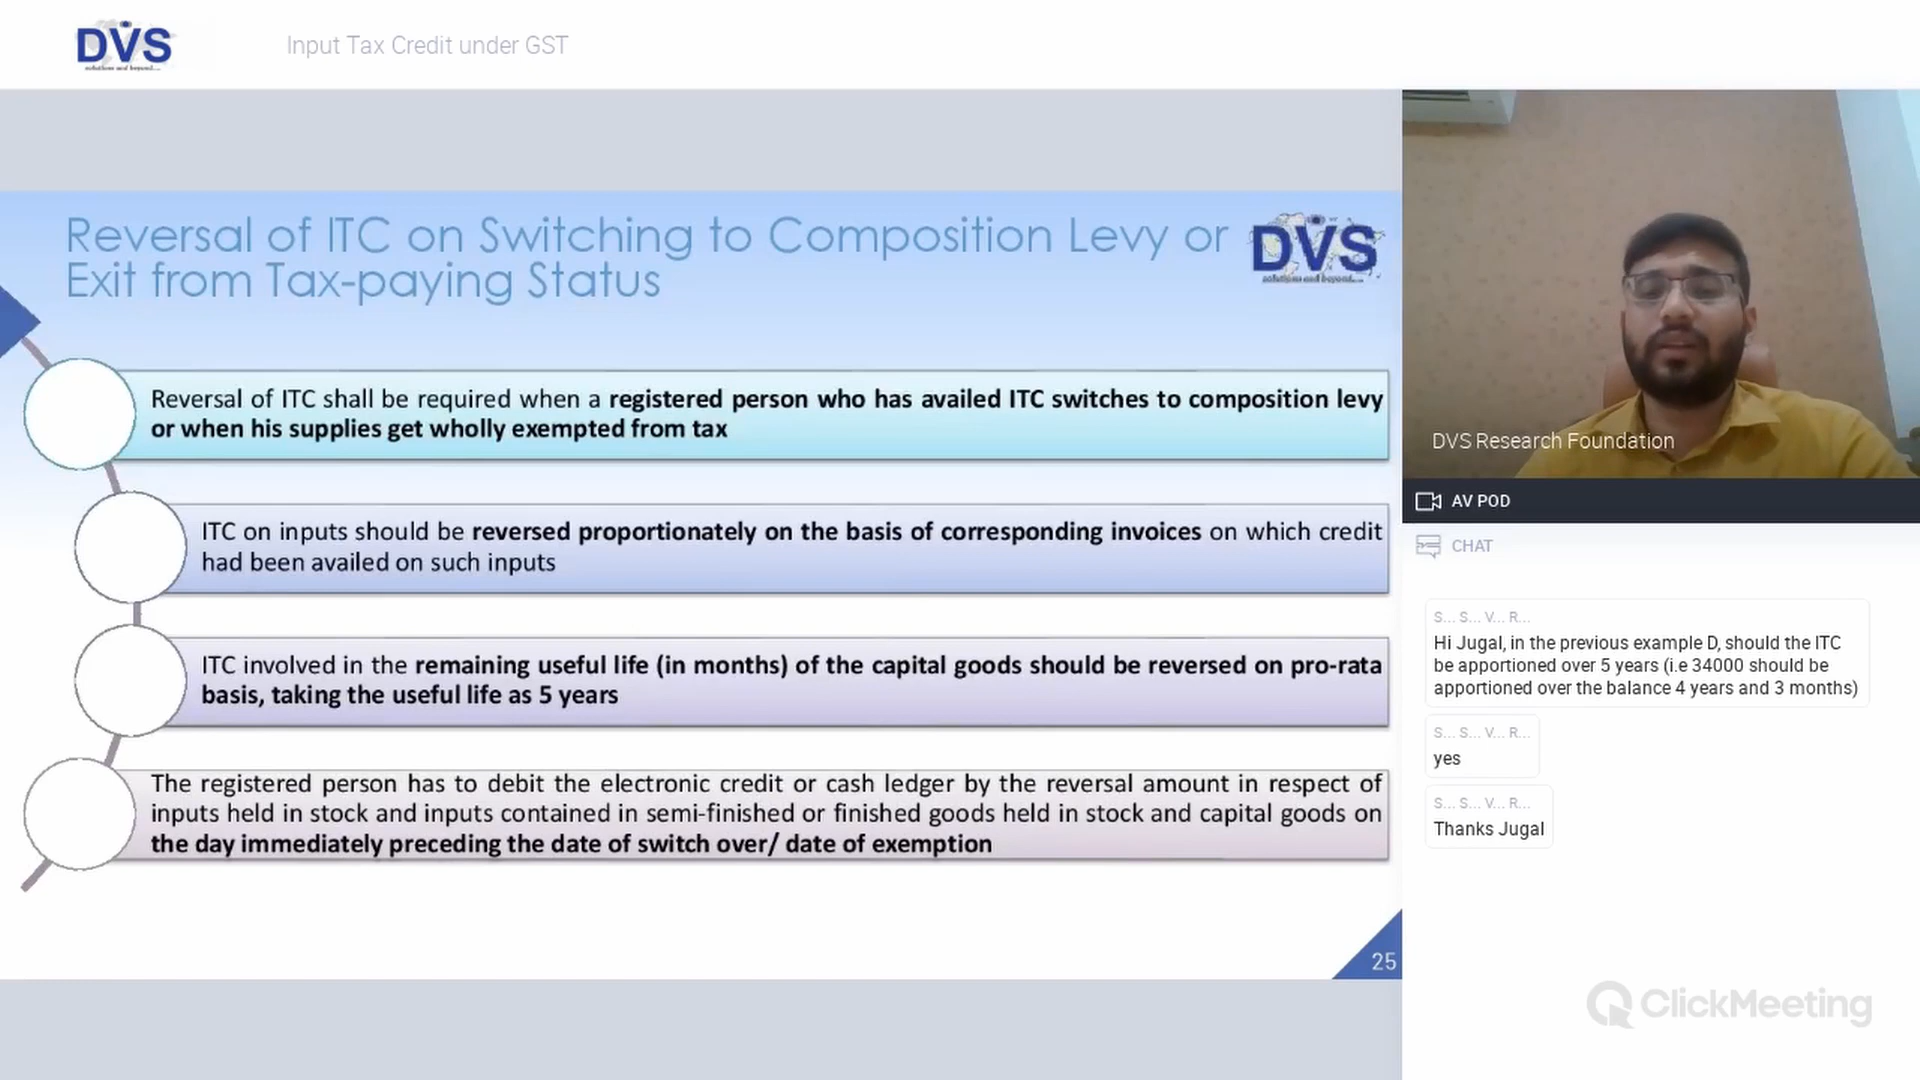 DVS
solutions and beyond....
Input Tax Credit under GST
Reversal of ITC on Switching to Composition Levy or
Exit from Tax-paying Status
DVS
solutions and beyond....
Reversal of ITC shall be required when a registered person who has availed ITC switches to composition levy
or when his supplies get wholly exempted from tax
ITC on inputs should be reversed proportionately on the basis of corresponding invoices on which credit
had been availed on such inputs
ITC involved in the remaining useful life (in months) of the capital goods should be reversed on pro-rata
basis, taking the useful life as 5 years
The registered person has to debit the electronic credit or cash ledger by the reversal amount in respect of
inputs held in stock and inputs contained in semi-finished or finished goods held in stock and capital goods on
the day immediately preceding the date of switch over/ date of exemption
25
DVS Research Foundation
AV POD
CHAT
S... S... V... R...
Hi Jugal, in the previous example D, should the ITC
be apportioned over 5 years (i.e 34000 should be
apportioned over the balance 4 years and 3 months)
S... S... V... R...
yes
S... S... V... R...
Thanks Jugal
ClickMeeting